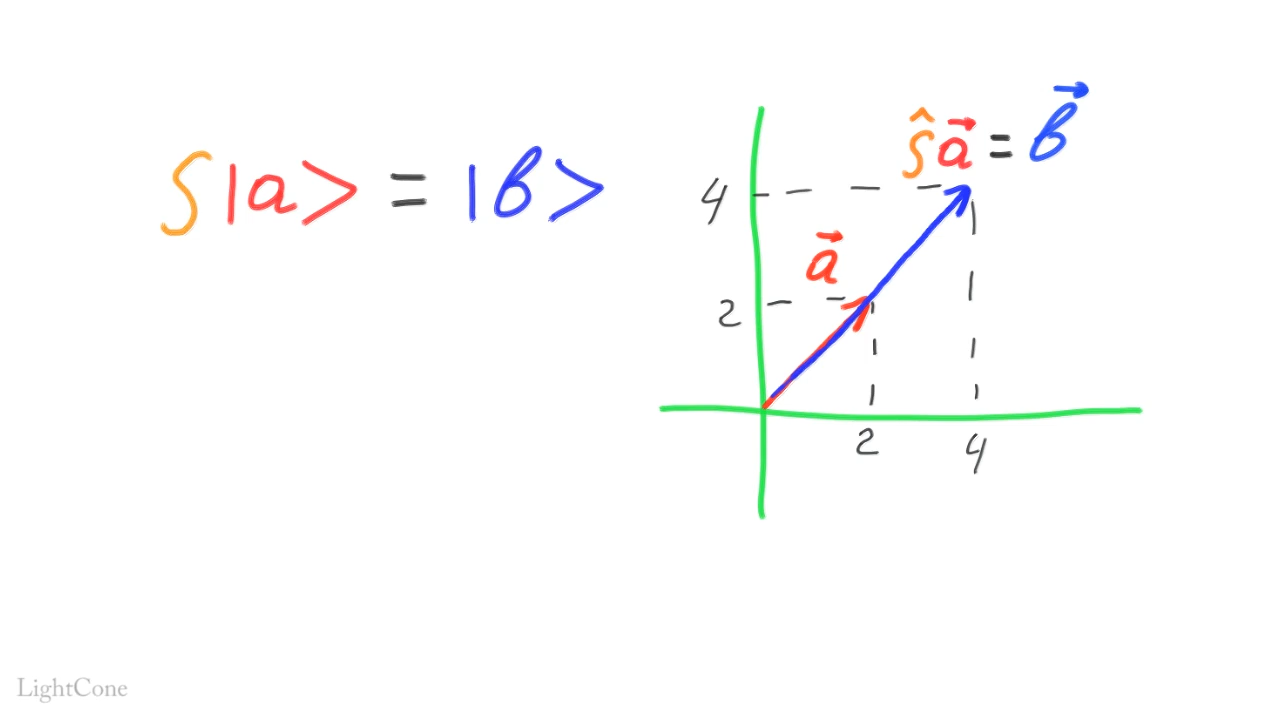 S|a> = |b>
ŝa⃗ = b⃗
4
a⃗
2
2 4
LightCone